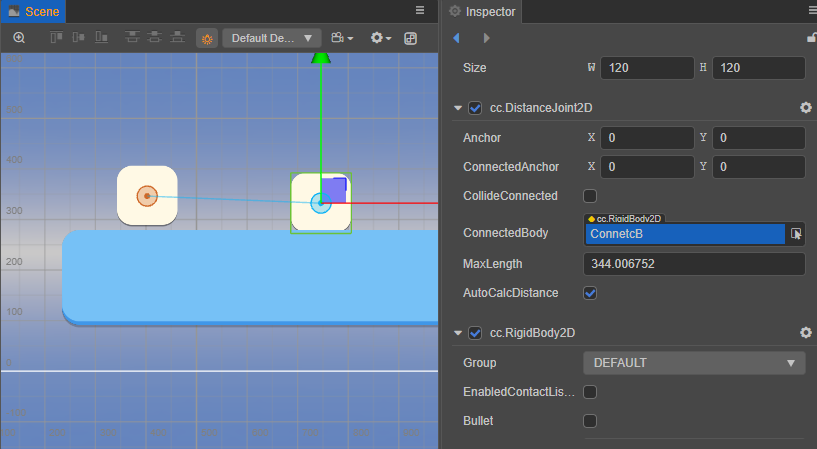 Scene
Default De...
400
300
200
100
0
Inspector
Size W 120 H 120
cc.DistanceJoint2D
Anchor X 0 Y 0
ConnectedAnchor X 0 Y 0
CollideConnected
cc.RigidBody2D
ConnectedBody ConnetcB
MaxLength 344.006752
AutoCalcDistance
cc.RigidBody2D
Group DEFAULT
EnabledContactLis...
Bullet